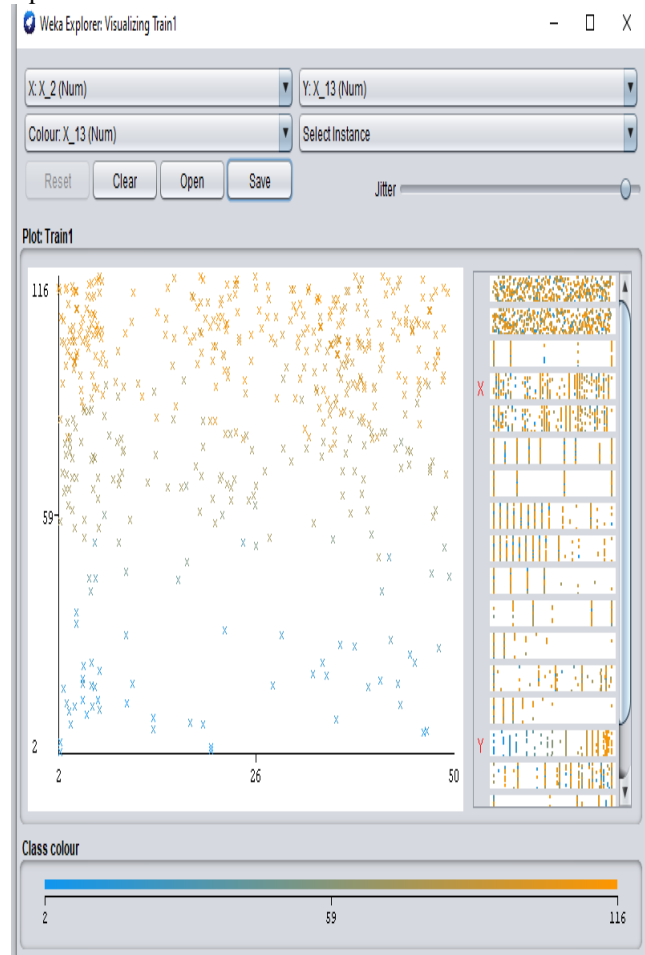 Weka Explorer: Visualizing Train1
X: X_2 (Num) Y: X_13 (Num)
Colour: X_13 (Num) Select Instance
Reset Clear Open Save Jitter
Plot: Train1
116
59
2
2 26 50
X
Y
Class colour
2 59 116